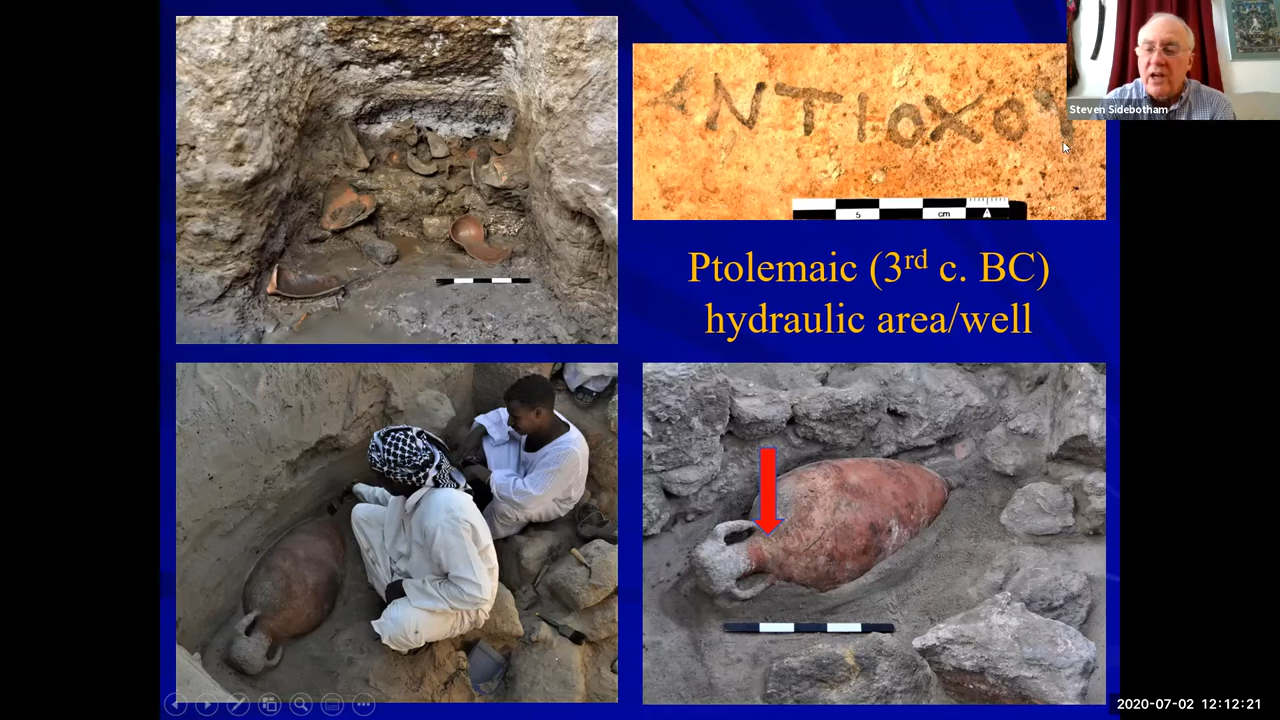 ΑΝΤΙΟΧΟΥ
5 cm A
Steven Sidebotham
Ptolemaic (3rd c. BC)
hydraulic area/well
2020-07-02 12:12:21